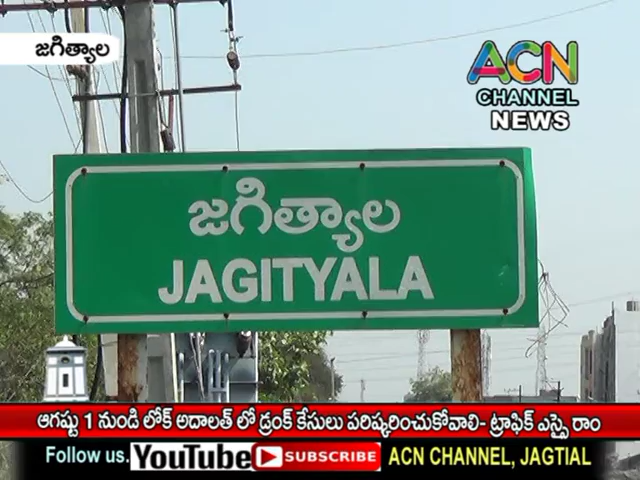 జగిత్యాల
ACN
CHANNEL
NEWS
జగిత్యాల
JAGITYALA
ఆగష్టు 1 నుండి లోక్ అదాలత్ లో డ్రంక్ కేసులు పరిష్కరించుకోవాలి- ట్రాఫిక్ ఎస్సై రాం
Follow us. YouTube SUBSCRIBE ACN CHANNEL, JAGTIAL